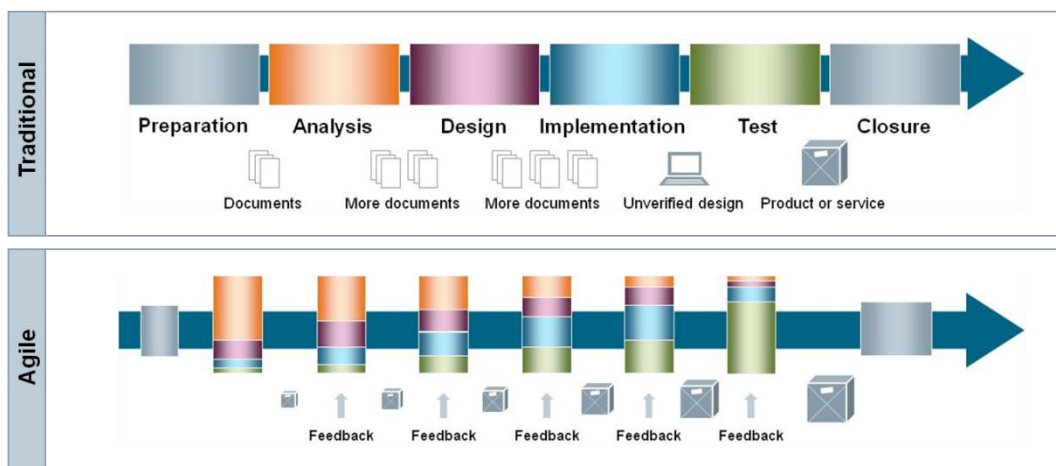 Traditional
Preparation Analysis Design Implementation Test Closure
Documents More documents More documents Unverified design Product or service
Agile
Feedback Feedback Feedback Feedback Feedback